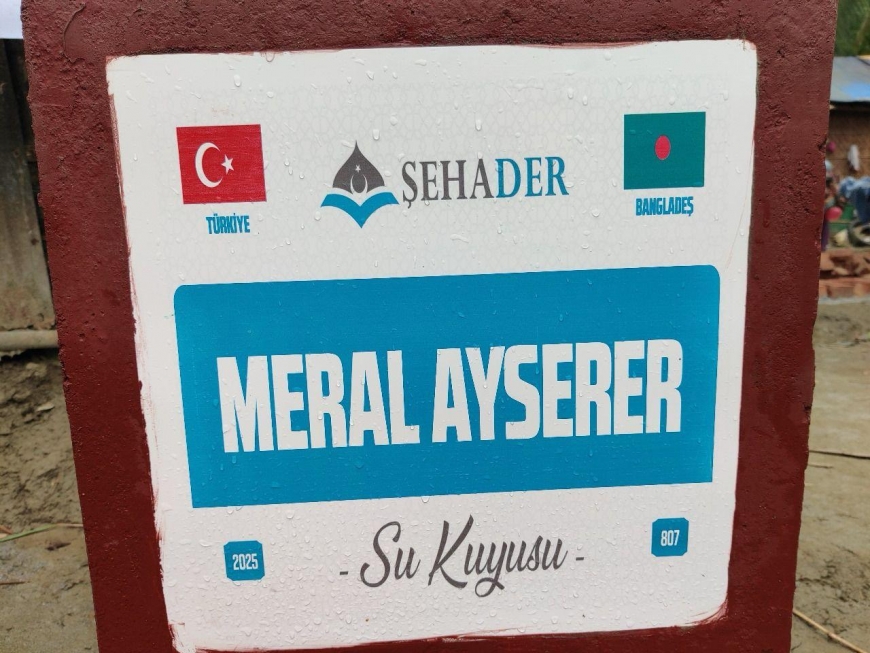 ŞEHADER
TÜRKİYE
BANGLADEŞ
MERAL AYSERER
- Su Kuyusu -
2025
807